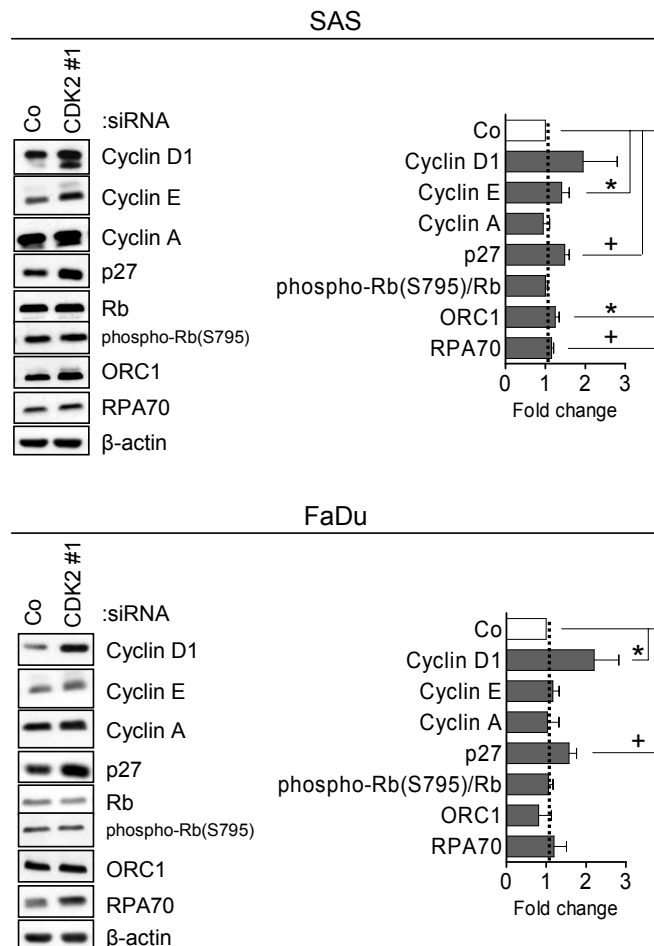 SAS
Co
CDK2 #1
:siRNA
Cyclin D1
Cyclin E
Cyclin A
p27
Rb
phospho-Rb(S795)
ORC1
RPA70
β-actin
Co
Cyclin D1
Cyclin E
*
Cyclin A
p27
+
phospho-Rb(S795)/Rb
ORC1
*
RPA70
+
0 1 2 3
Fold change
FaDu
Co
CDK2 #1
:siRNA
Cyclin D1
Cyclin E
Cyclin A
p27
Rb
phospho-Rb(S795)
ORC1
RPA70
β-actin
Co
Cyclin D1
*
Cyclin E
Cyclin A
p27
+
phospho-Rb(S795)/Rb
ORC1
RPA70
0 1 2 3
Fold change